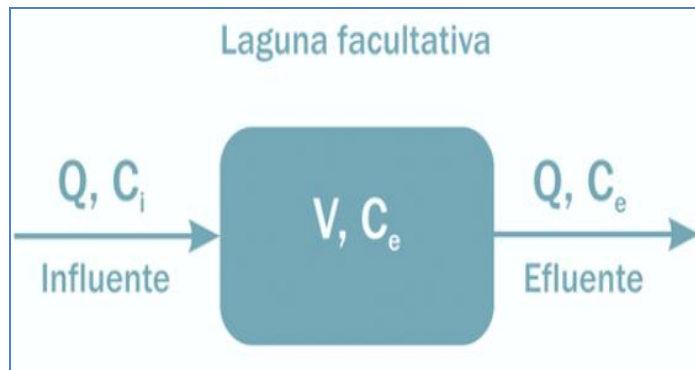 Laguna facultativa
Q, Cᵢ
Influente
V, Cₑ
Q, Cₑ
Efluente